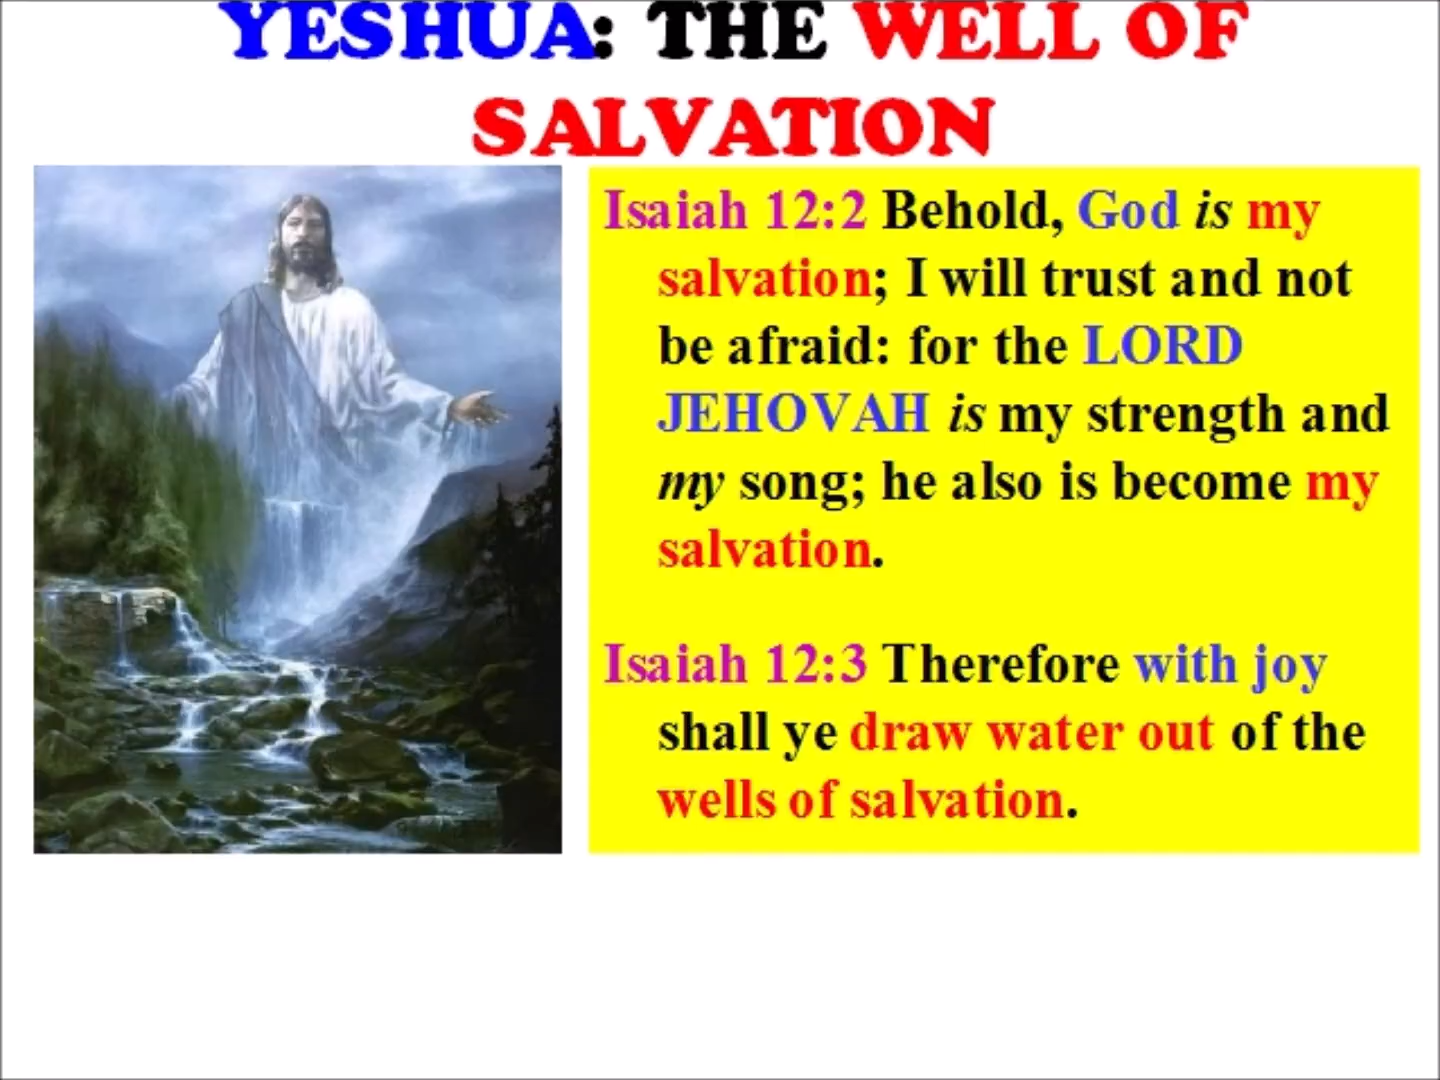 YESHUA: THE WELL OF
SALVATION
Isaiah 12:2 Behold, God is my
salvation; I will trust and not
be afraid: for the LORD
JEHOVAH is my strength and
my song; he also is become my
salvation.
Isaiah 12:3 Therefore with joy
shall ye draw water out of the
wells of salvation.